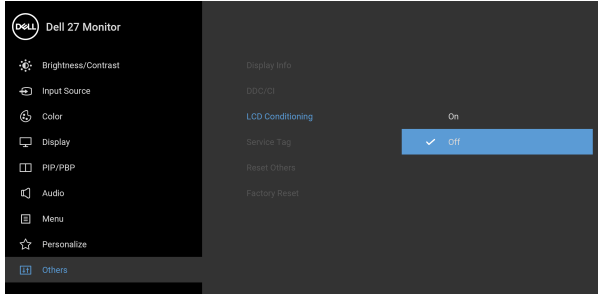 DELL
Dell 27 Monitor
Brightness/Contrast
Input Source
Color
Display
PIP/PBP
Audio
Menu
Personalize
Others
Display Info
DDC/CI
LCD Conditioning
Service Tag
Reset Others
Factory Reset
On
Off